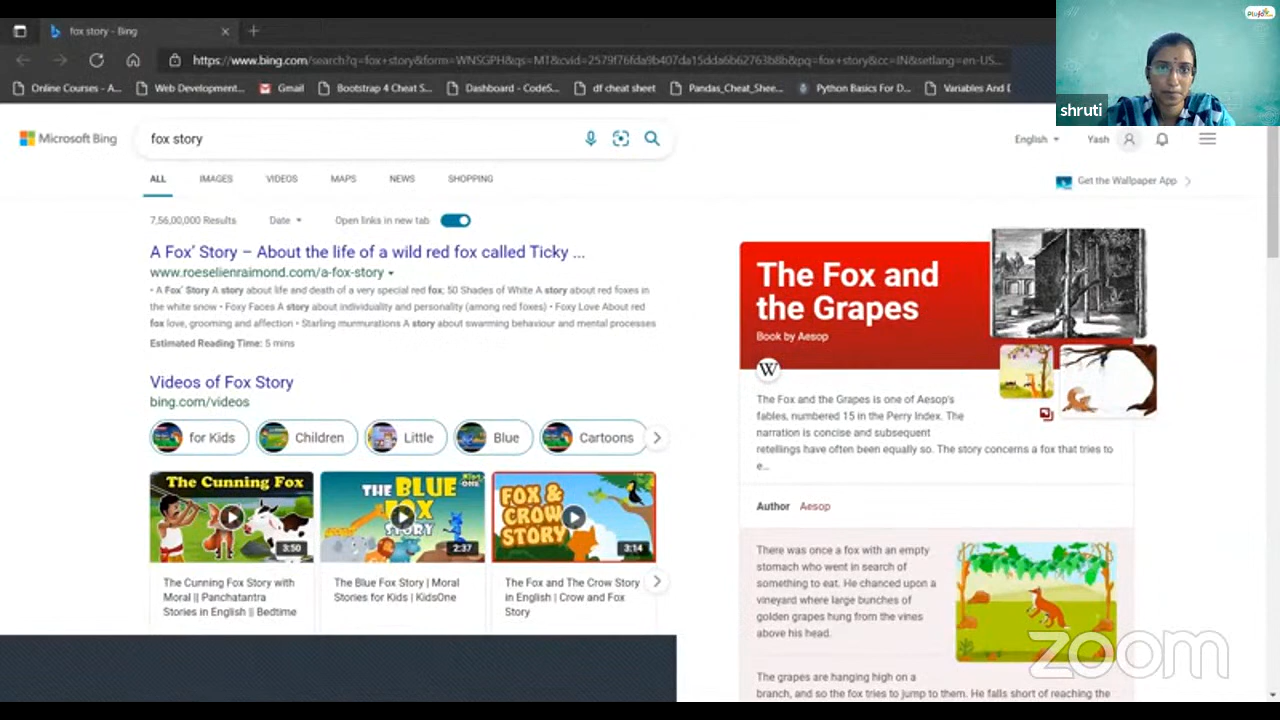 fox story - Bing
https://www.bing.com/search?q=fox+story&form=WNSGPH&qs=MT&cvid=2579f76fda9b407da15dda6b62763b8b&pq=fox+story&cc=IN&setlang=en-US...
Online Courses - A...
Web Development...
Gmail
Bootstrap 4 Cheat S...
Dashboard - CodeS...
df cheat sheet
Pandas_Cheat_Shee...
Python Basics For D...
Variables And D
shruti
Microsoft Bing
fox story
English
Yash
ALL
IMAGES
VIDEOS
MAPS
NEWS
SHOPPING
Get the Wallpaper App
7,56,00,000 Results
Date
Open links in new tab
A Fox' Story – About the life of a wild red fox called Ticky ...
www.roeselienraimond.com/a-fox-story
• A Fox' Story A story about life and death of a very special red fox; 50 Shades of White A story about red foxes in
the white snow • Foxy Faces A story about individuality and personality (among red foxes) • Foxy Love About red
fox love, grooming and affection • Starling murmurations A story about swarming behaviour and mental processes
Estimated Reading Time: 5 mins
Videos of Fox Story
bing.com/videos
for Kids
Children
Little
Blue
Cartoons
The Cunning Fox
3:50
THE BLUE
FOX
STORY
KidsONE
2:37
FOX &
CROW
STORY
3:14
The Cunning Fox Story with
Moral || Panchatantra
Stories in English || Bedtime
The Blue Fox Story | Moral
Stories for Kids | KidsOne
The Fox and The Crow Story
in English | Crow and Fox
Story
The Fox and
the Grapes
Book by Aesop
W
The Fox and the Grapes is one of Aesop's
fables, numbered 15 in the Perry Index. The
narration is concise and subsequent
retellings have often been equally so. The story concerns a fox that tries to
e...
Author Aesop
There was once a fox with an empty
stomach who went in search of
something to eat. He chanced upon a
vineyard where large bunches of
golden grapes hung from the vines
above his head.
The grapes are hanging high on a
branch, and so the fox tries to jump to them. He falls short of reaching the
zoom